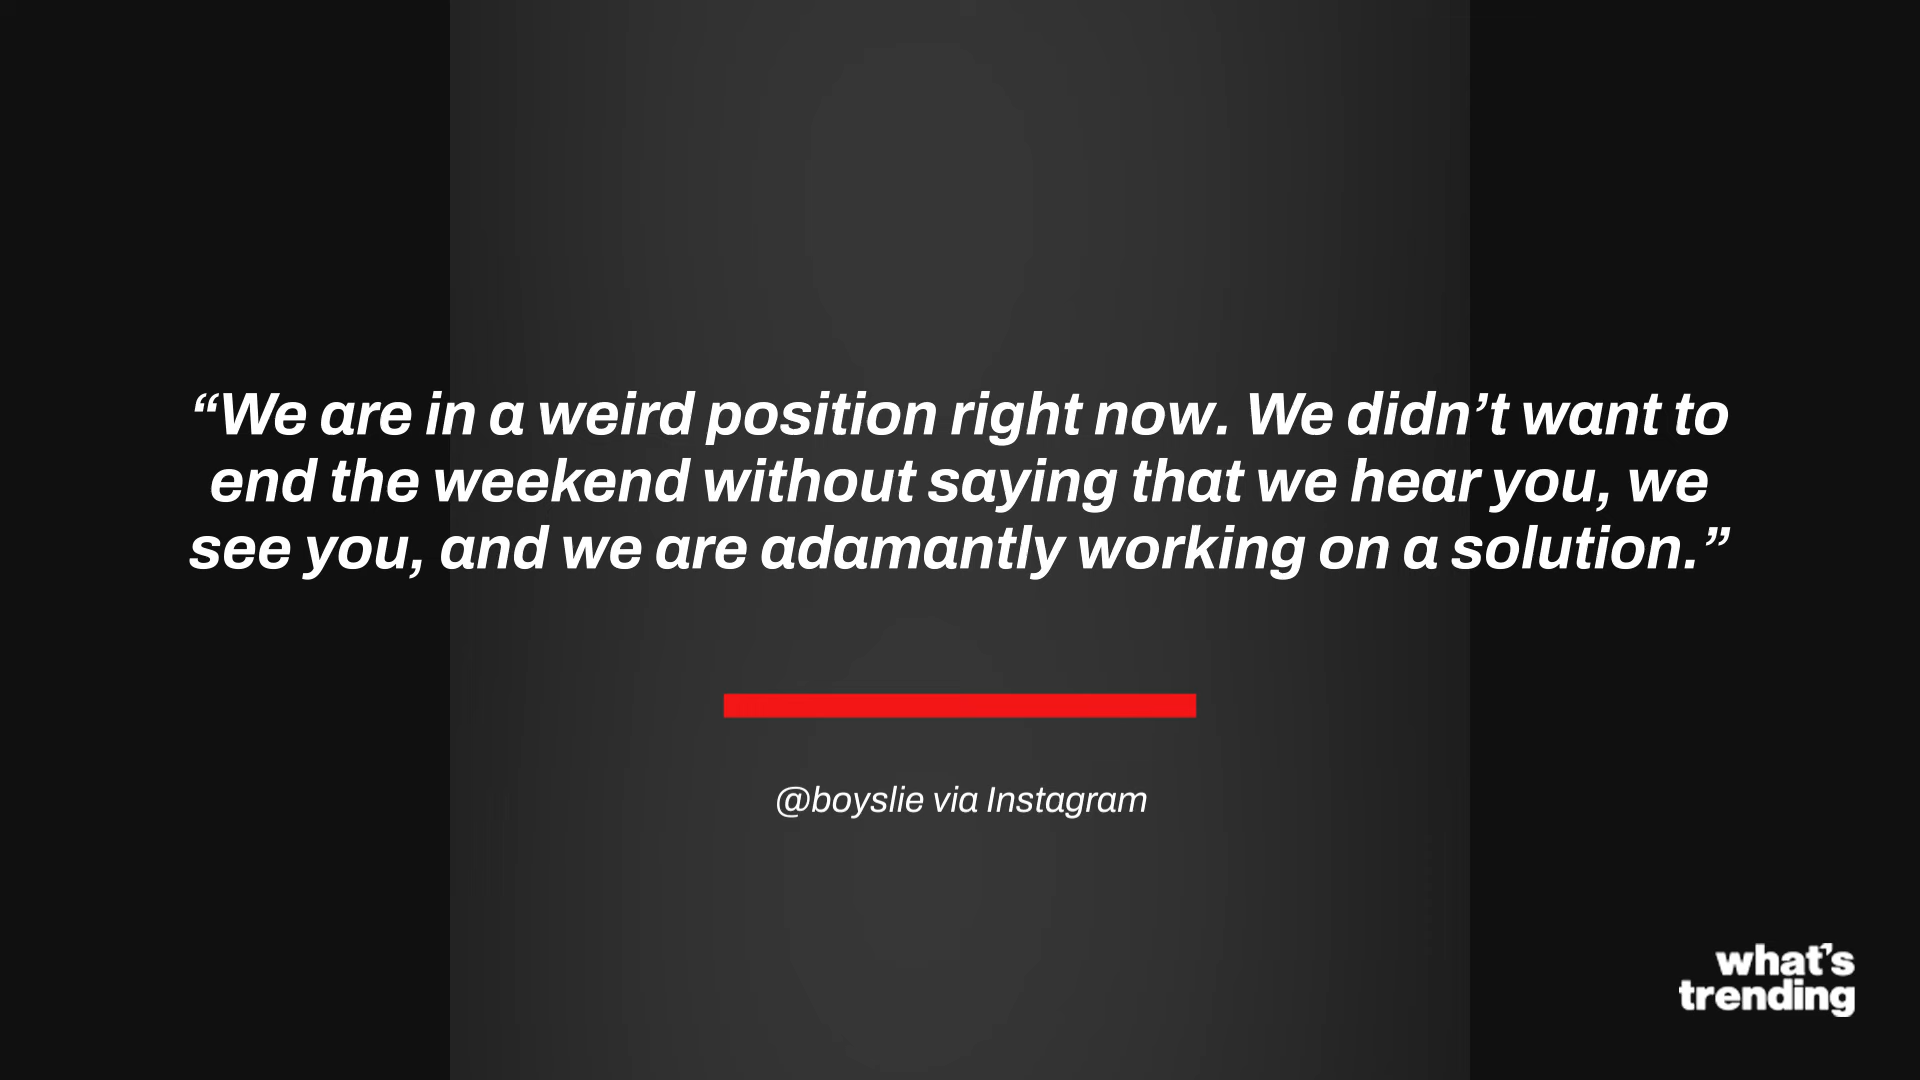 “We are in a weird position right now. We didn’t want to
end the weekend without saying that we hear you, we
see you, and we are adamantly working on a solution.”
@boyslie via Instagram
what’s
trending